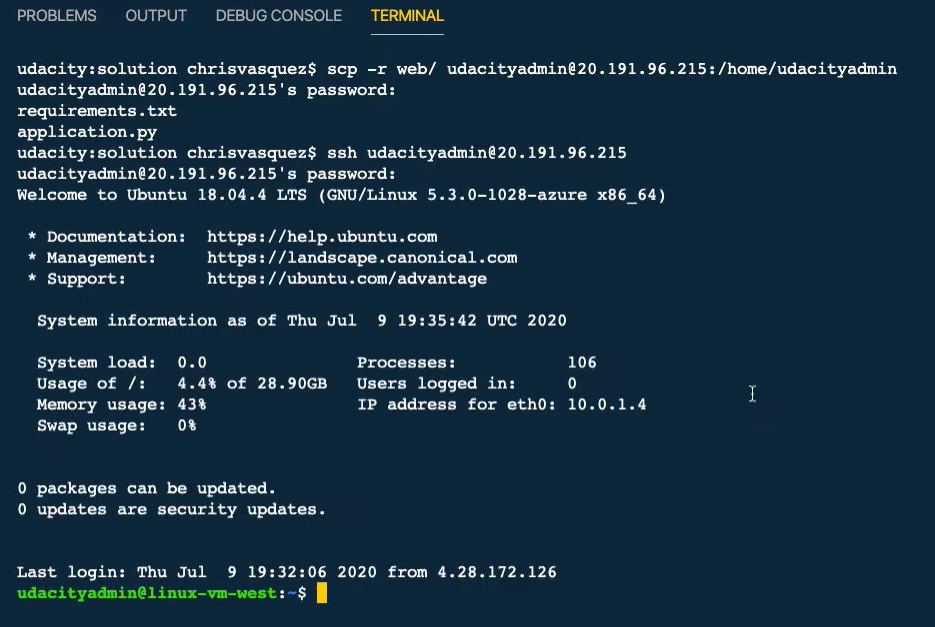 PROBLEMS OUTPUT DEBUG CONSOLE TERMINAL
udacity:solution chrisvasquez$ scp -r web/ udacityadmin@20.191.96.215:/home/udacityadmin
udacityadmin@20.191.96.215's password:
requirements.txt
application.py
udacity:solution chrisvasquez$ ssh udacityadmin@20.191.96.215
udacityadmin@20.191.96.215's password:
Welcome to Ubuntu 18.04.4 LTS (GNU/Linux 5.3.0-1028-azure x86_64)
* Documentation: https://help.ubuntu.com
* Management: https://landscape.canonical.com
* Support: https://ubuntu.com/advantage
System information as of Thu Jul 9 19:35:42 UTC 2020
System load: 0.0 Processes: 106
Usage of /: 4.4% of 28.90GB Users logged in: 0
Memory usage: 43% IP address for eth0: 10.0.1.4
Swap usage: 0%
0 packages can be updated.
0 updates are security updates.
Last login: Thu Jul 9 19:32:06 2020 from 4.28.172.126
udacityadmin@linux-vm-west:~$